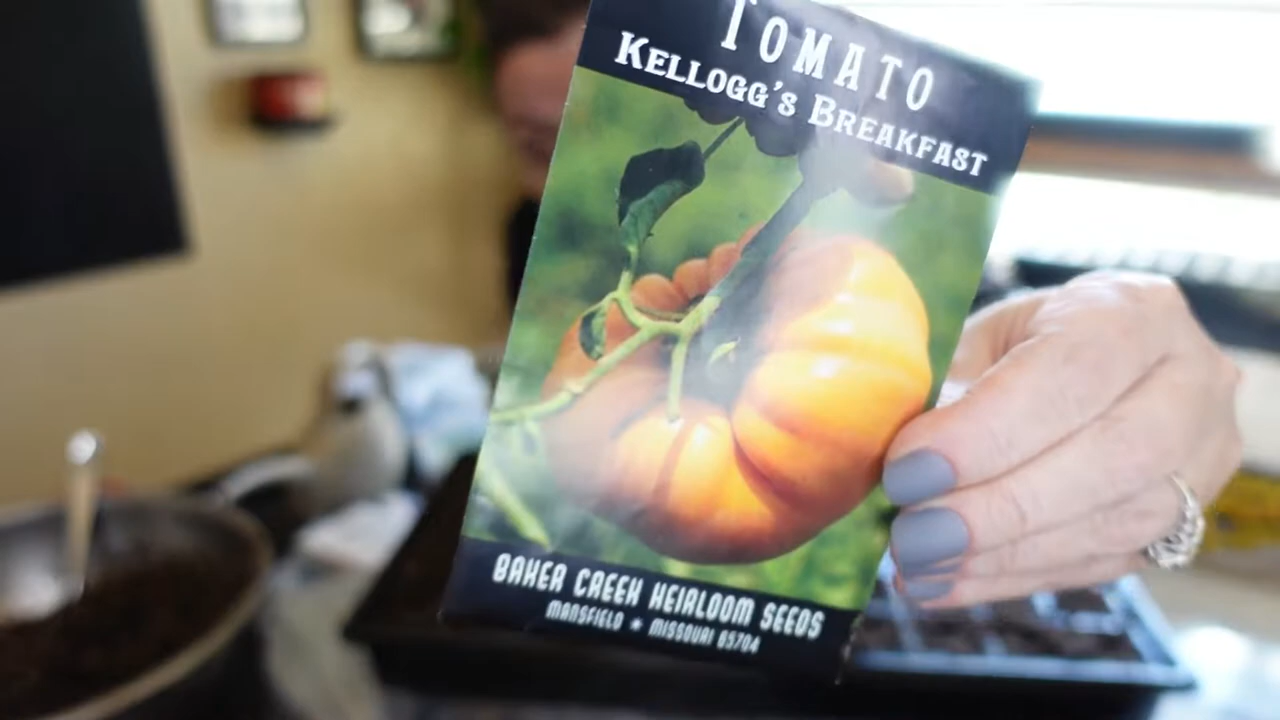 TOMATO
KELLOGG'S BREAKFAST
BAKER CREEK HEIRLOOM SEEDS
MANSFIELD ★ MISSOURI 65704